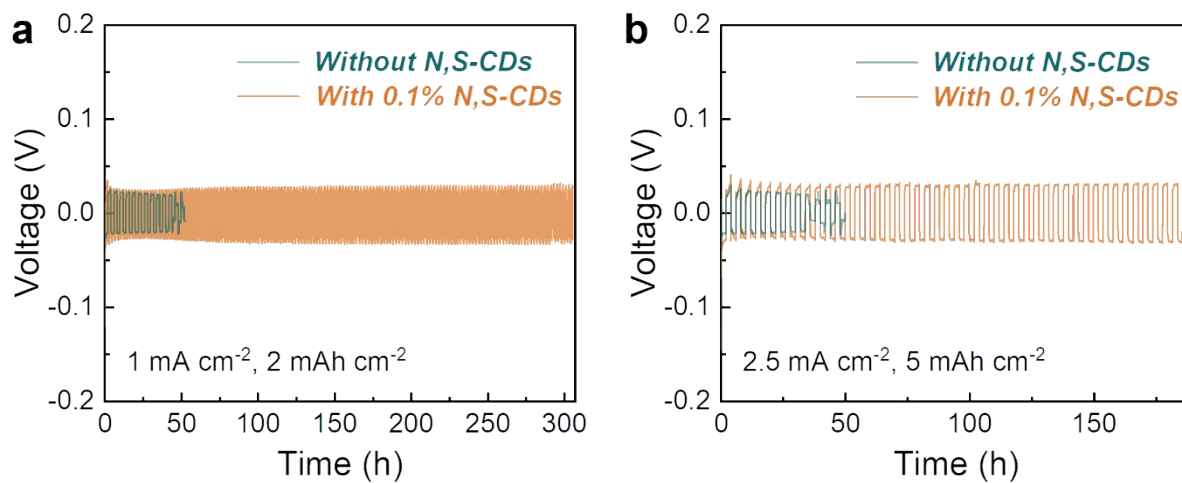 a
0.2
0.1
0.0
-0.1
-0.2
Voltage (V)
Without N,S-CDs
With 0.1% N,S-CDs
1 mA cm-2, 2 mAh cm-2
0 50 100 150 200 250 300
Time (h)
b
0.2
0.1
0.0
-0.1
-0.2
Voltage (V)
Without N,S-CDs
With 0.1% N,S-CDs
2.5 mA cm-2, 5 mAh cm-2
0 50 100 150
Time (h)